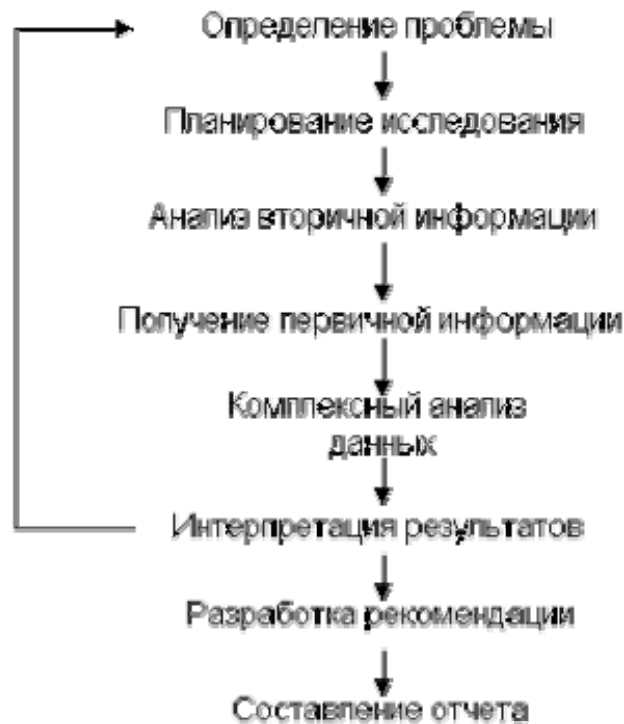 Определение проблемы
Планирование исследования
Анализ вторичной информации
Получение первичной информации
Комплексный анализ
данных
Интерпретация результатов
Разработка рекомендации
Составление отчета